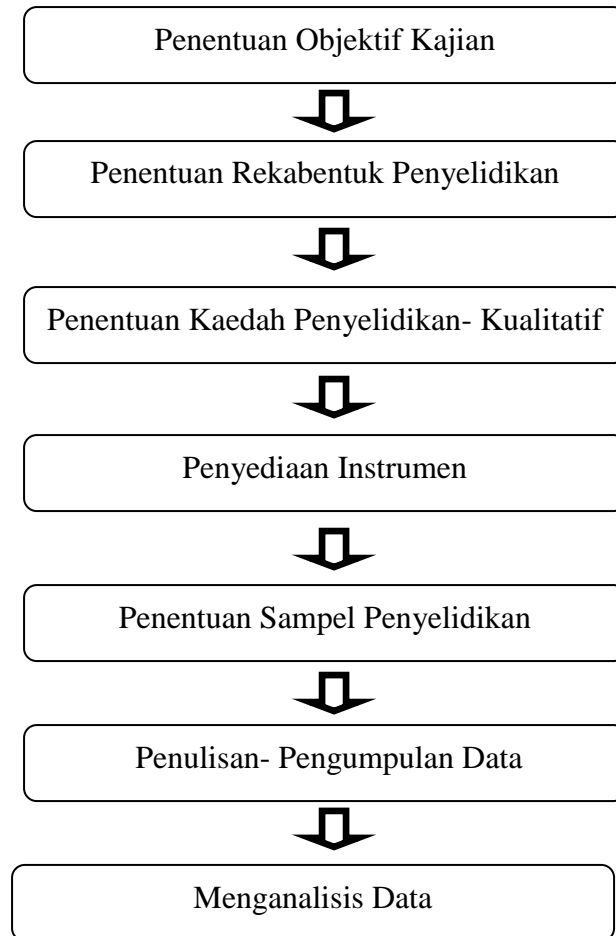 Penentuan Objektif Kajian
Penentuan Rekabentuk Penyelidikan
Penentuan Kaedah Penyelidikan- Kualitatif
Penyediaan Instrumen
Penentuan Sampel Penyelidikan
Penulisan- Pengumpulan Data
Menganalisis Data